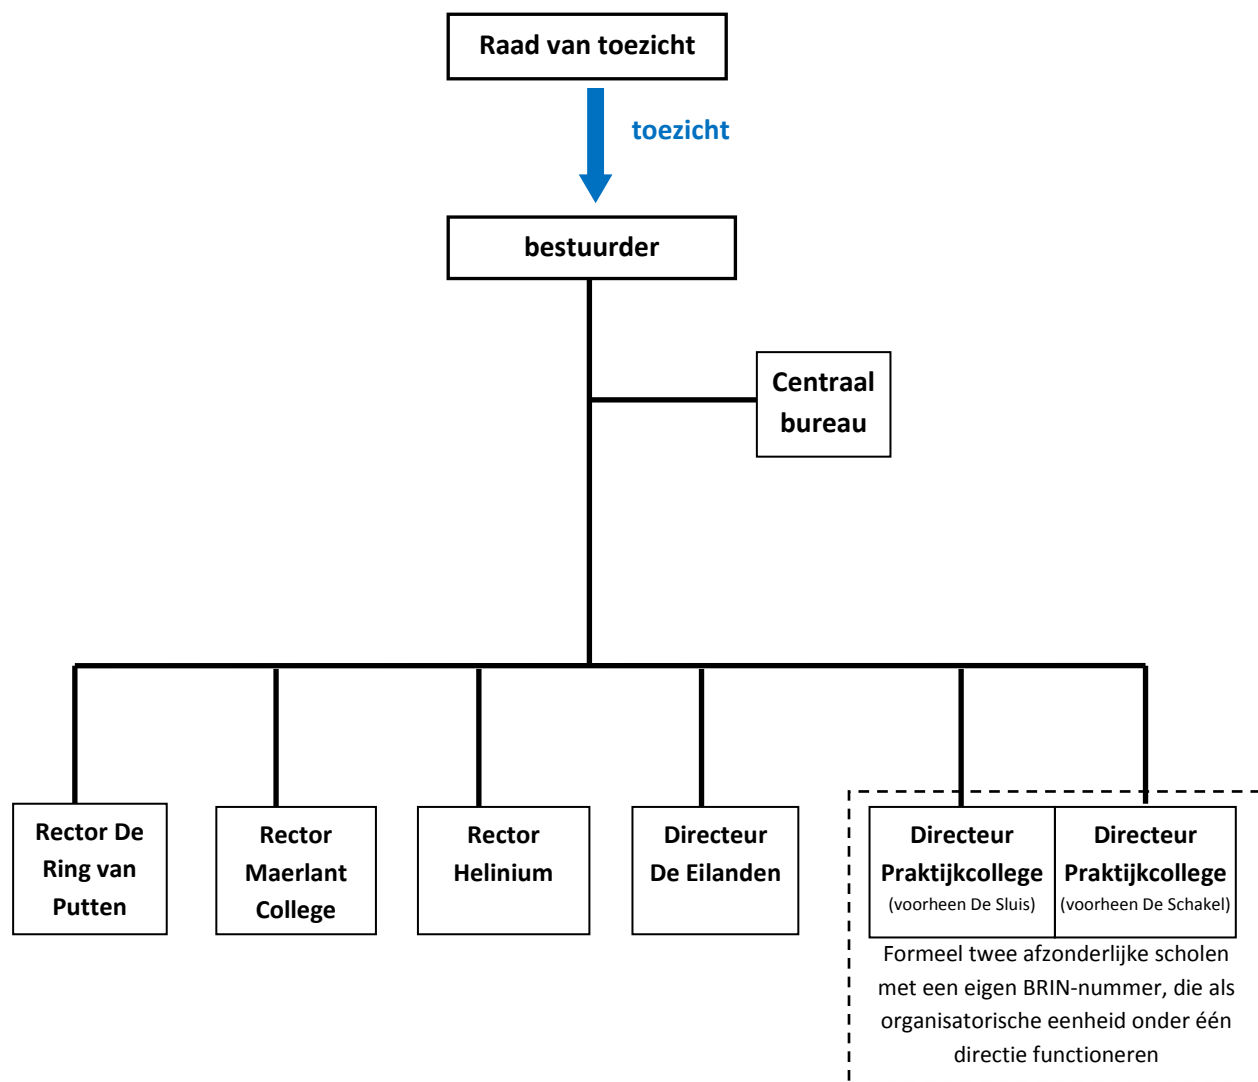 Raad van toezicht
toezicht
bestuurder
Centraal
bureau
Rector De
Ring van
Putten
Rector
Maerlant
College
Rector
Helinium
Directeur
De Eilanden
Directeur
Praktijkcollege
(voorheen De Sluis)
Directeur
Praktijkcollege
(voorheen De Schakel)
Formeel twee afzonderlijke scholen
met een eigen BRIN-nummer, die als
organisatorische eenheid onder één
directie functioneren